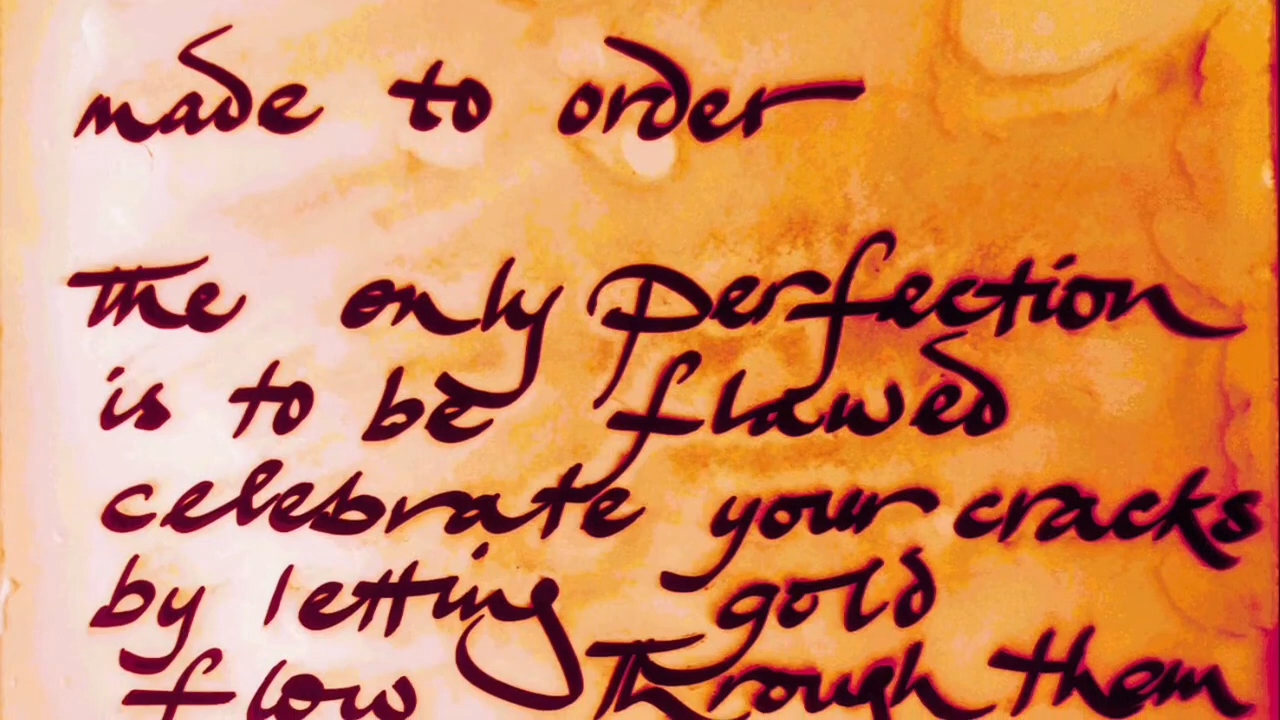 made to order
the only perfection
is to be flawed
celebrate your cracks
by letting gold
flow through them